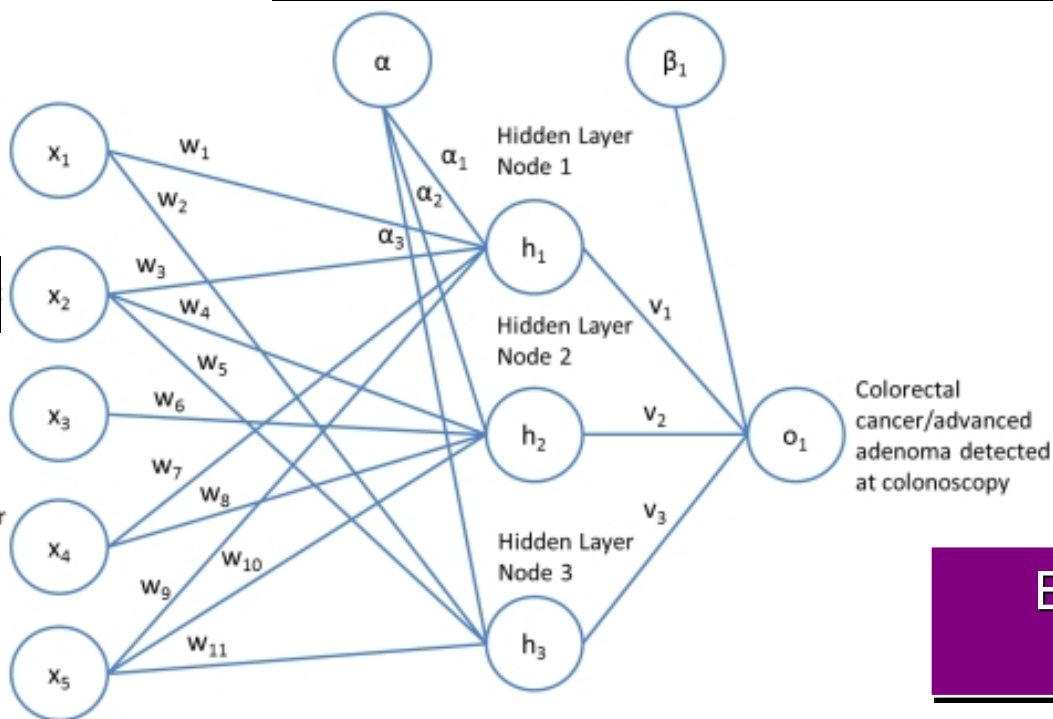 α
β₁
x₁
w₁
w₂
α₁
α₂
α₃
Hidden Layer
Node 1
h₁
x₂
w₃
w₄
w₅
v₁
Hidden Layer
Node 2
h₂
x₃
w₆
v₂
o₁
Colorectal
cancer/advanced
adenoma detected
at colonoscopy
x₄
w₇
w₈
v₃
Hidden Layer
Node 3
h₃
x₅
w₉
w₁₀
w₁₁